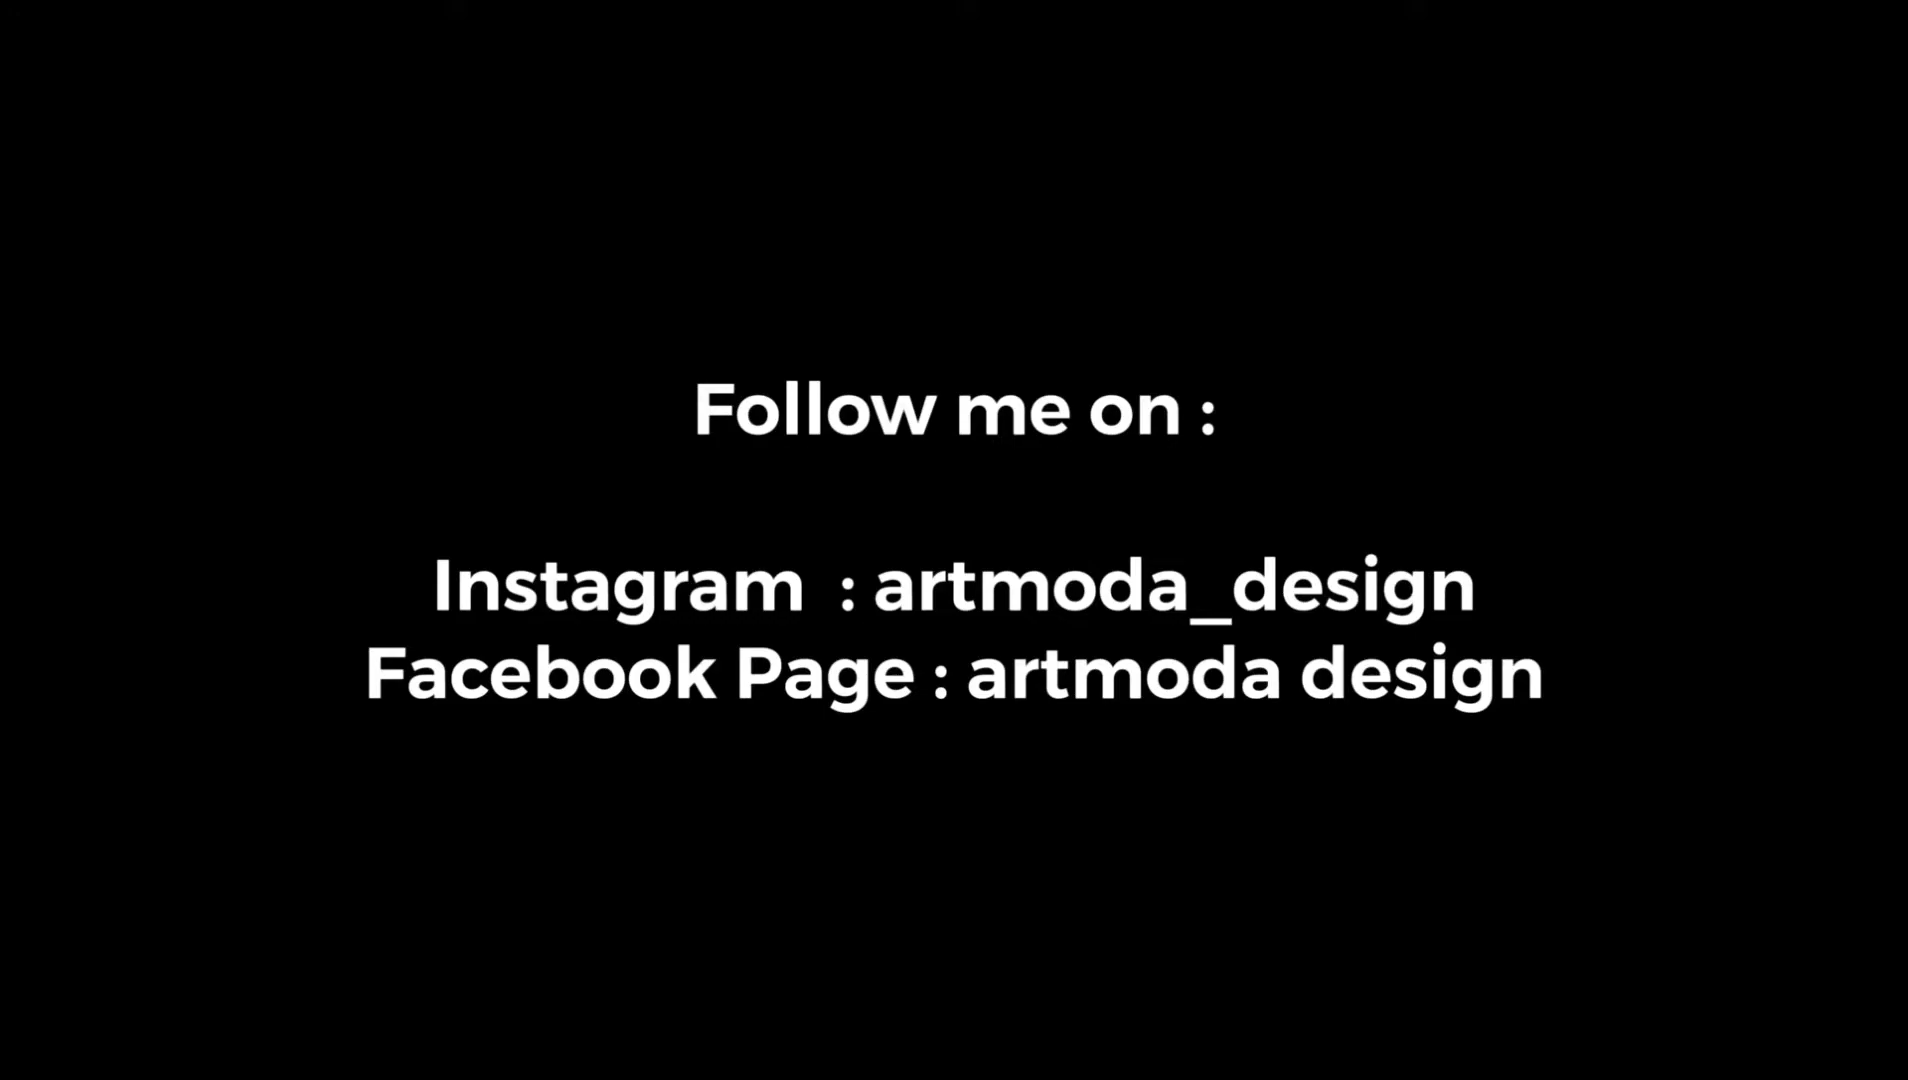 Follow me on :
Instagram  : artmoda_design
Facebook Page : artmoda design